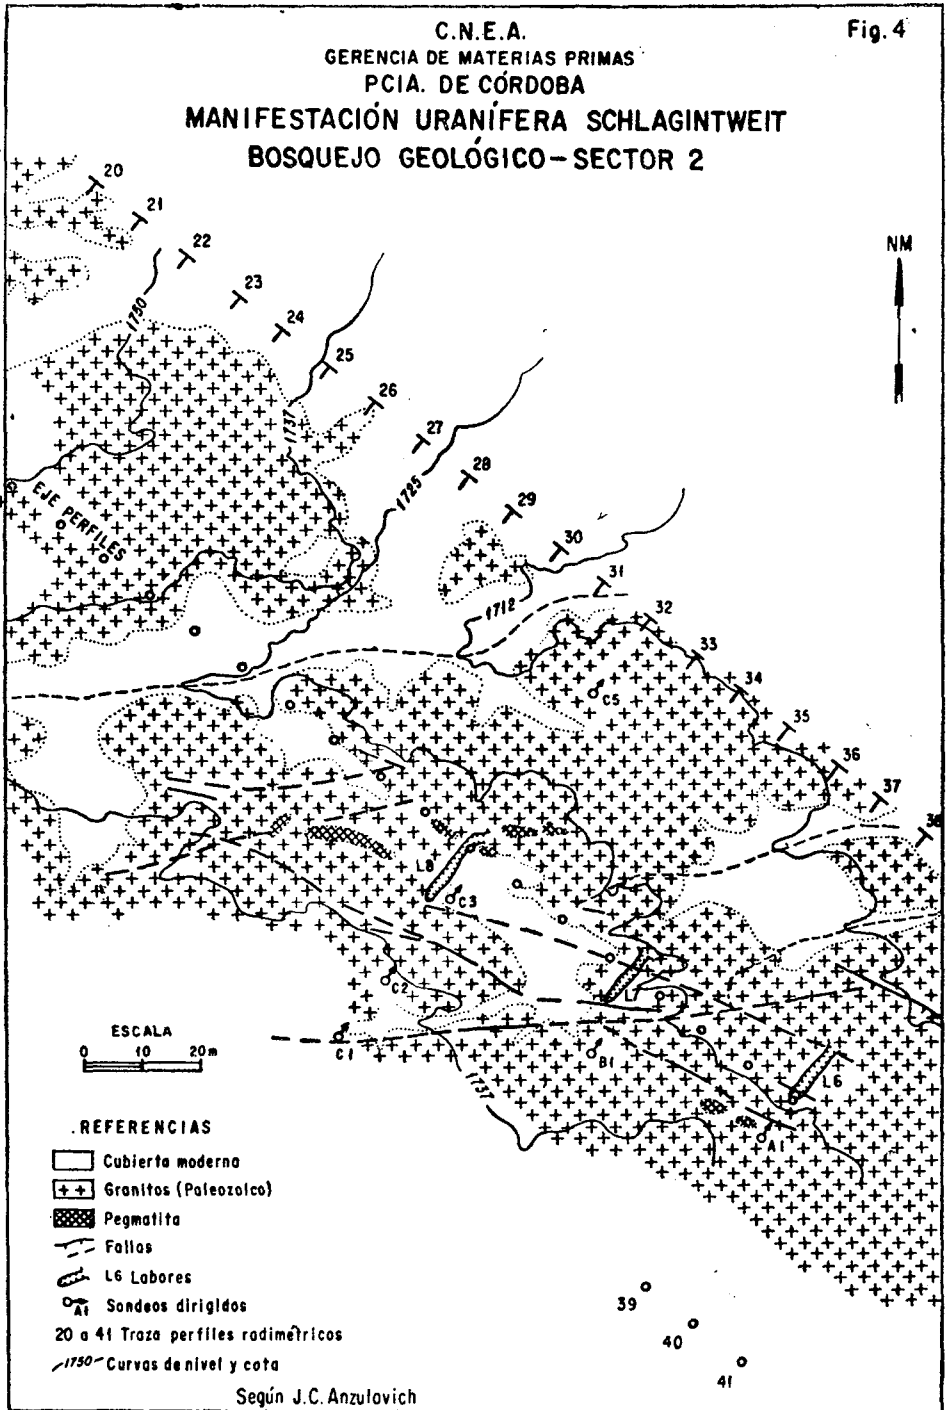 C.N.E.A.
Fig. 4
GERENCIA DE MATERIAS PRIMAS
PCIA. DE CÓRDOBA
MANIFESTACIÓN URANÍFERA SCHLAGINTWEIT
BOSQUEJO GEOLÓGICO - SECTOR 2
NM
20
21
22
23
24
25
26
27
28
29
30
31
32
33
34
35
36
37
38
1750
1737
1725
1712
EJE PERFILES
C5
L8
C3
C2
C1
L7
B1
L6
A1
1737
ESCALA
0 10 20m
39
40
41
.REFERENCIAS
Cubierta moderna
Granitos (Paleozoico)
Pegmatita
Fallas
L6 Labores
A1 Sondeos dirigidos
20 a 41 Traza perfiles radimétricos
1750 Curvas de nivel y cota
Según J.C. Anzulovich